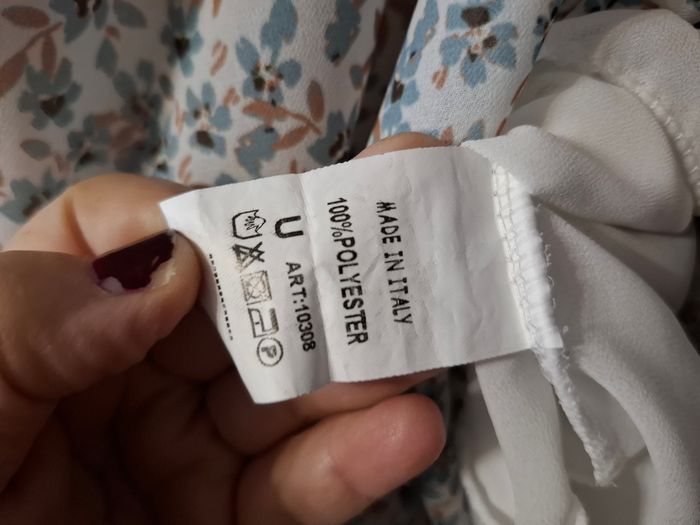 MADE IN ITALY
100%POLYESTER
ART:10308
U
P